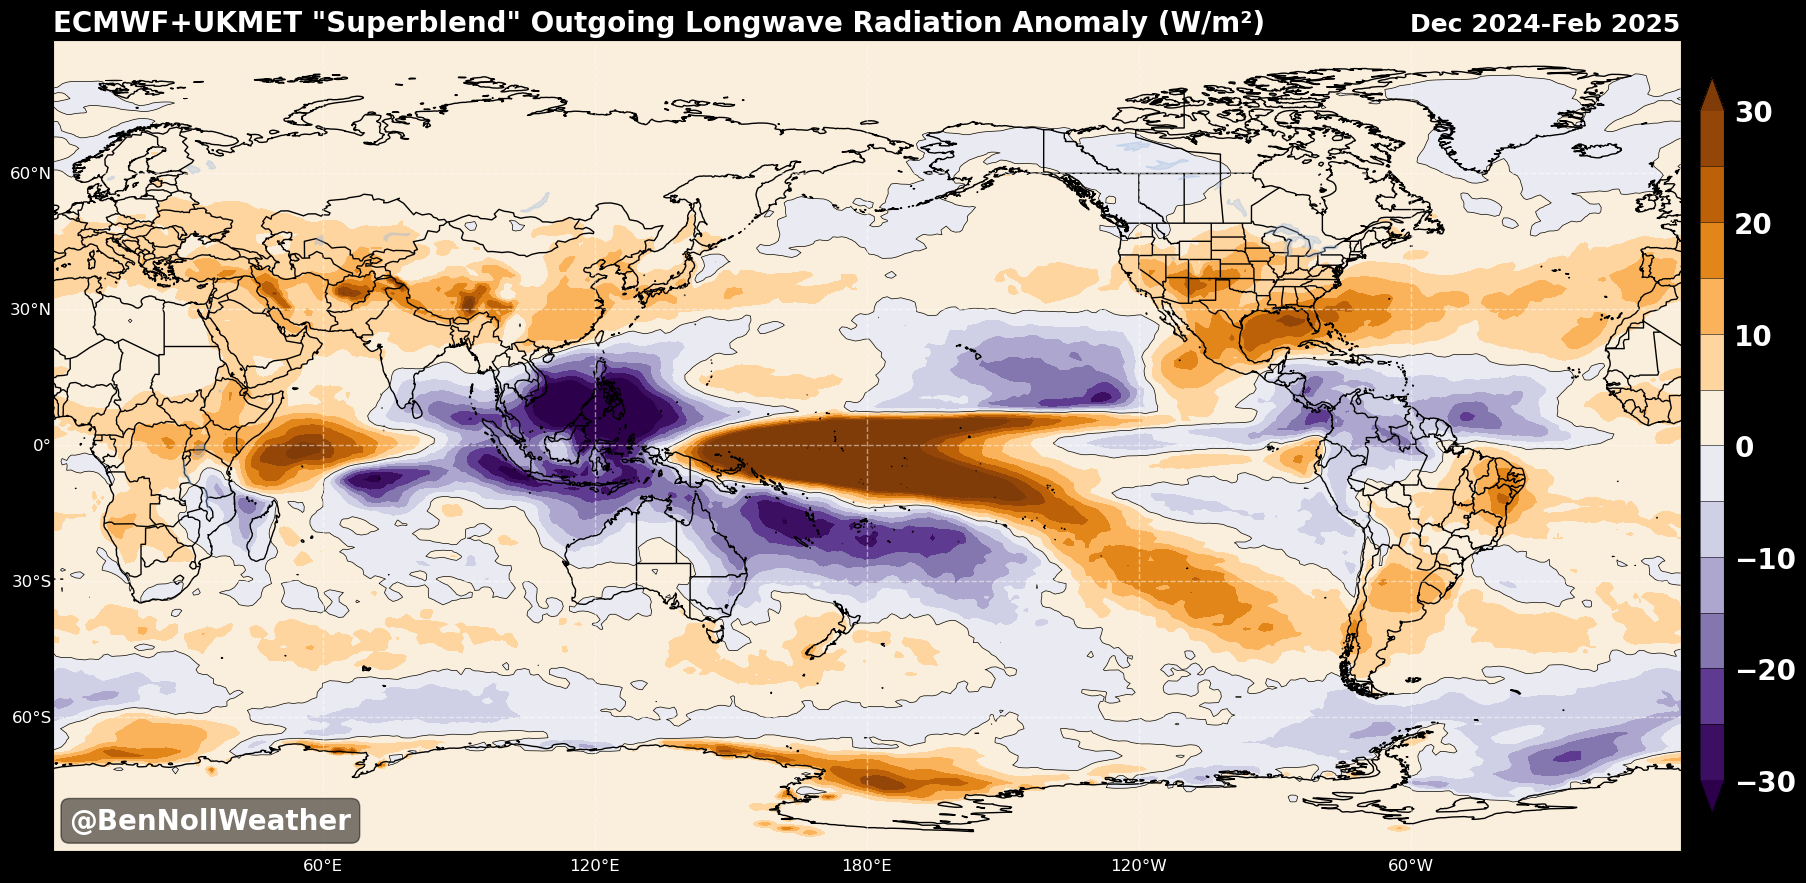 ECMWF+UKMET "Superblend" Outgoing Longwave Radiation Anomaly (W/m²) Dec 2024-Feb 2025
60°N
30°N
0°
30°S
60°S
60°E 120°E 180°E 120°W 60°W
30
20
10
0
−10
−20
−30
@BenNollWeather